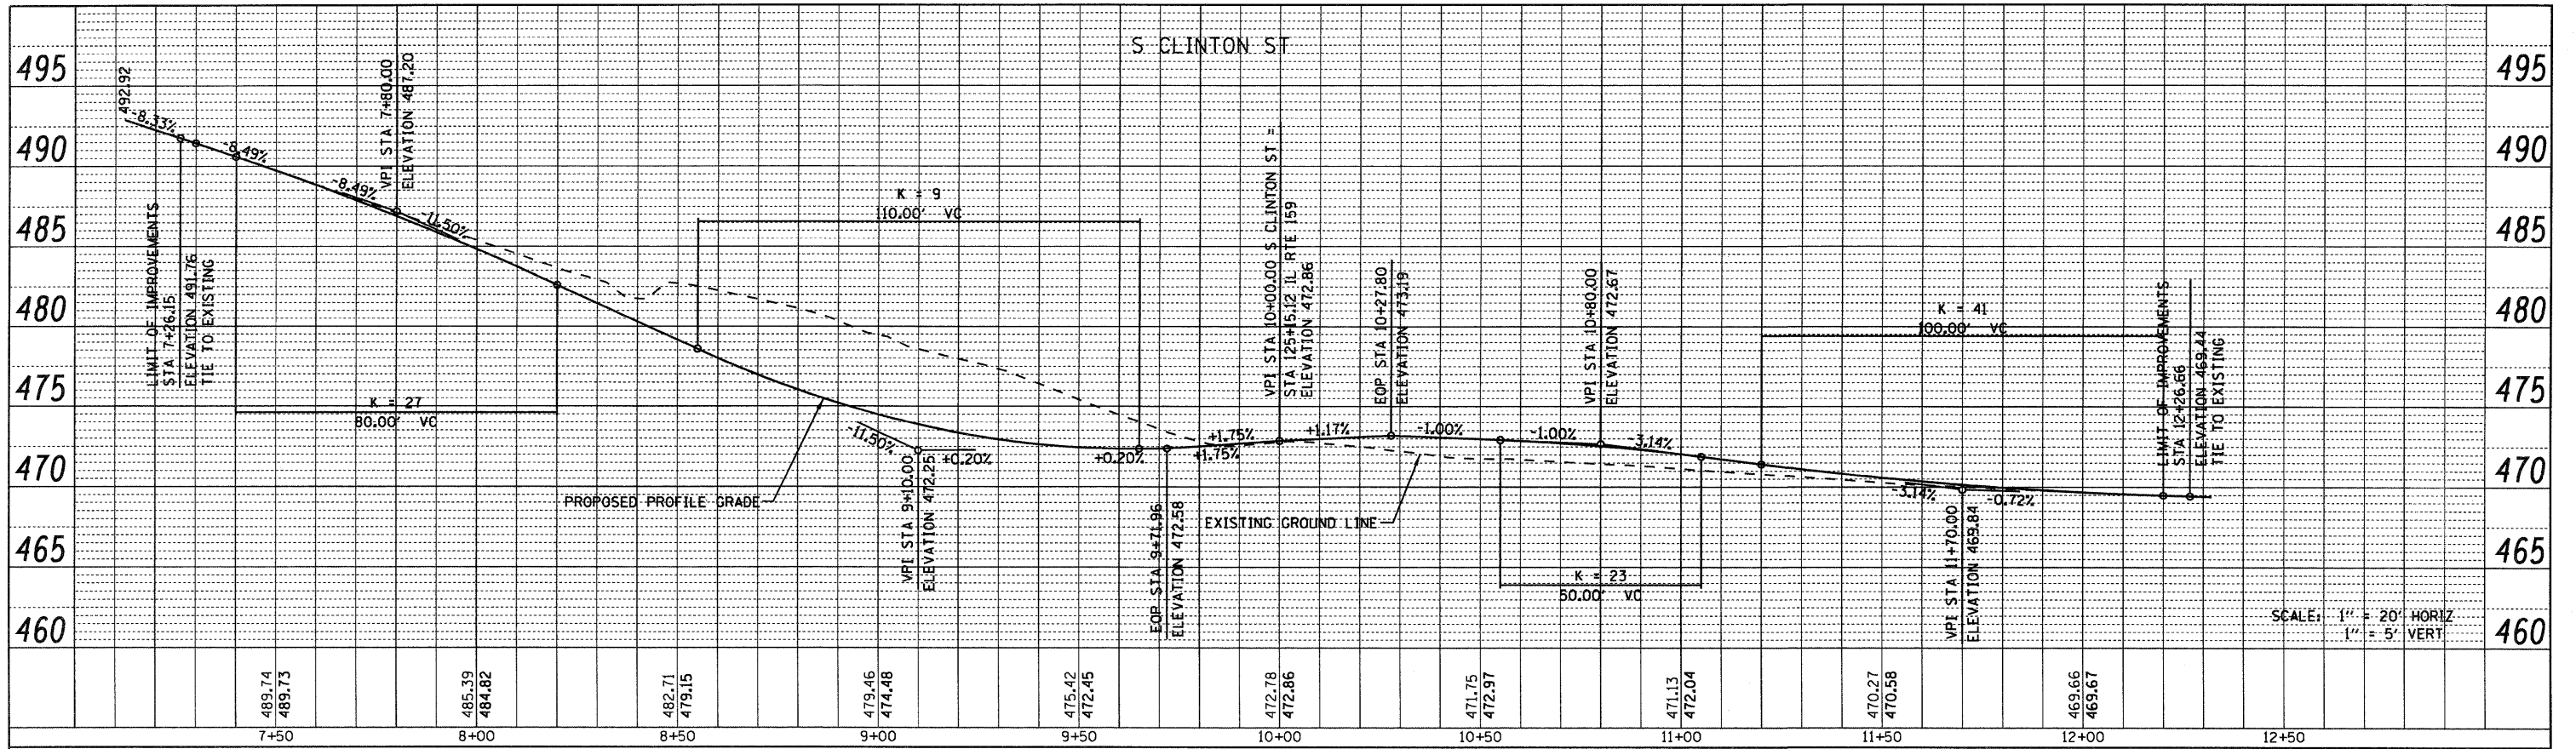 S CLINTON ST
495
490
485
480
475
470
465
460
495
490
485
480
475
470
465
460
492.92
-8.33%
-8.49%
LIMIT OF IMPROVEMENTS
STA 7+26.15
ELEVATION 491.76
TIE TO EXISTING
VPI STA 7+80.00
ELEVATION 487.20
-8.49%
-11.50%
K = 27
80.00' VC
K = 9
110.00' VC
PROPOSED PROFILE GRADE
-11.50%
+0.20%
VPI STA 9+10.00
ELEVATION 472.25
+0.20%
EOP STA 9+71.96
ELEVATION 472.58
+1.75%
+1.75%
VPI STA 10+00.00 S CLINTON ST =
STA 125+15.12 IL RTE 159
ELEVATION 472.86
+1.17%
EOP STA 10+27.80
ELEVATION 473.19
-1.00%
EXISTING GROUND LINE
-1.00%
VPI STA 10+80.00
ELEVATION 472.67
-3.14%
K = 23
50.00' VC
K = 41
100.00' VC
-3.14%
-0.72%
VPI STA 11+70.00
ELEVATION 469.84
LIMIT OF IMPROVEMENTS
STA 12+26.66
ELEVATION 469.44
TIE TO EXISTING
SCALE: 1" = 20' HORIZ
1" = 5' VERT
489.74
489.73
485.39
484.82
482.71
479.15
479.46
474.48
475.42
472.45
472.78
472.86
471.75
472.97
471.13
472.04
470.27
470.58
469.66
469.67
7+50
8+00
8+50
9+00
9+50
10+00
10+50
11+00
11+50
12+00
12+50